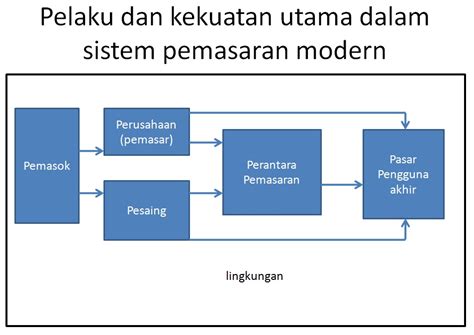 Pelaku dan kekuatan utama dalam
sistem pemasaran modern
Pemasok
Perusahaan
(pemasar)
Pesaing
Perantara
Pemasaran
Pasar
Pengguna
akhir
lingkungan